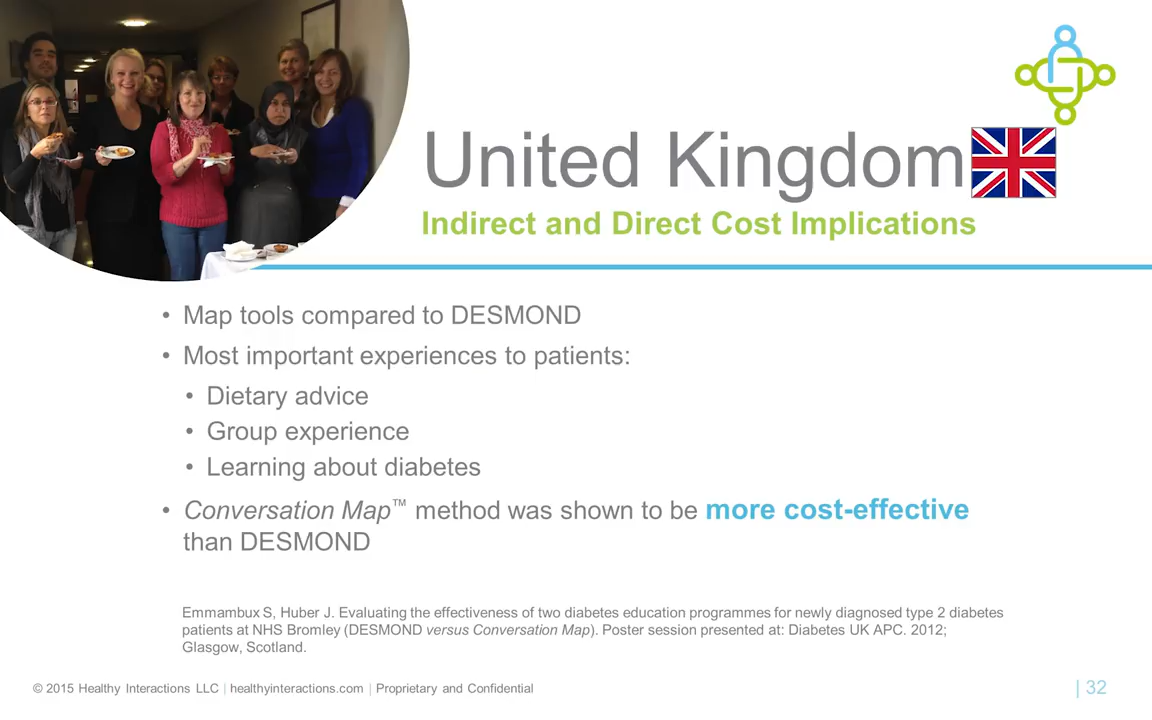 United Kingdom
Indirect and Direct Cost Implications
• Map tools compared to DESMOND
• Most important experiences to patients:
• Dietary advice
• Group experience
• Learning about diabetes
• Conversation Map™ method was shown to be more cost-effective
than DESMOND
Emmambux S, Huber J. Evaluating the effectiveness of two diabetes education programmes for newly diagnosed type 2 diabetes
patients at NHS Bromley (DESMOND versus Conversation Map). Poster session presented at: Diabetes UK APC. 2012;
Glasgow, Scotland.
© 2015 Healthy Interactions LLC | healthyinteractions.com | Proprietary and Confidential
| 32